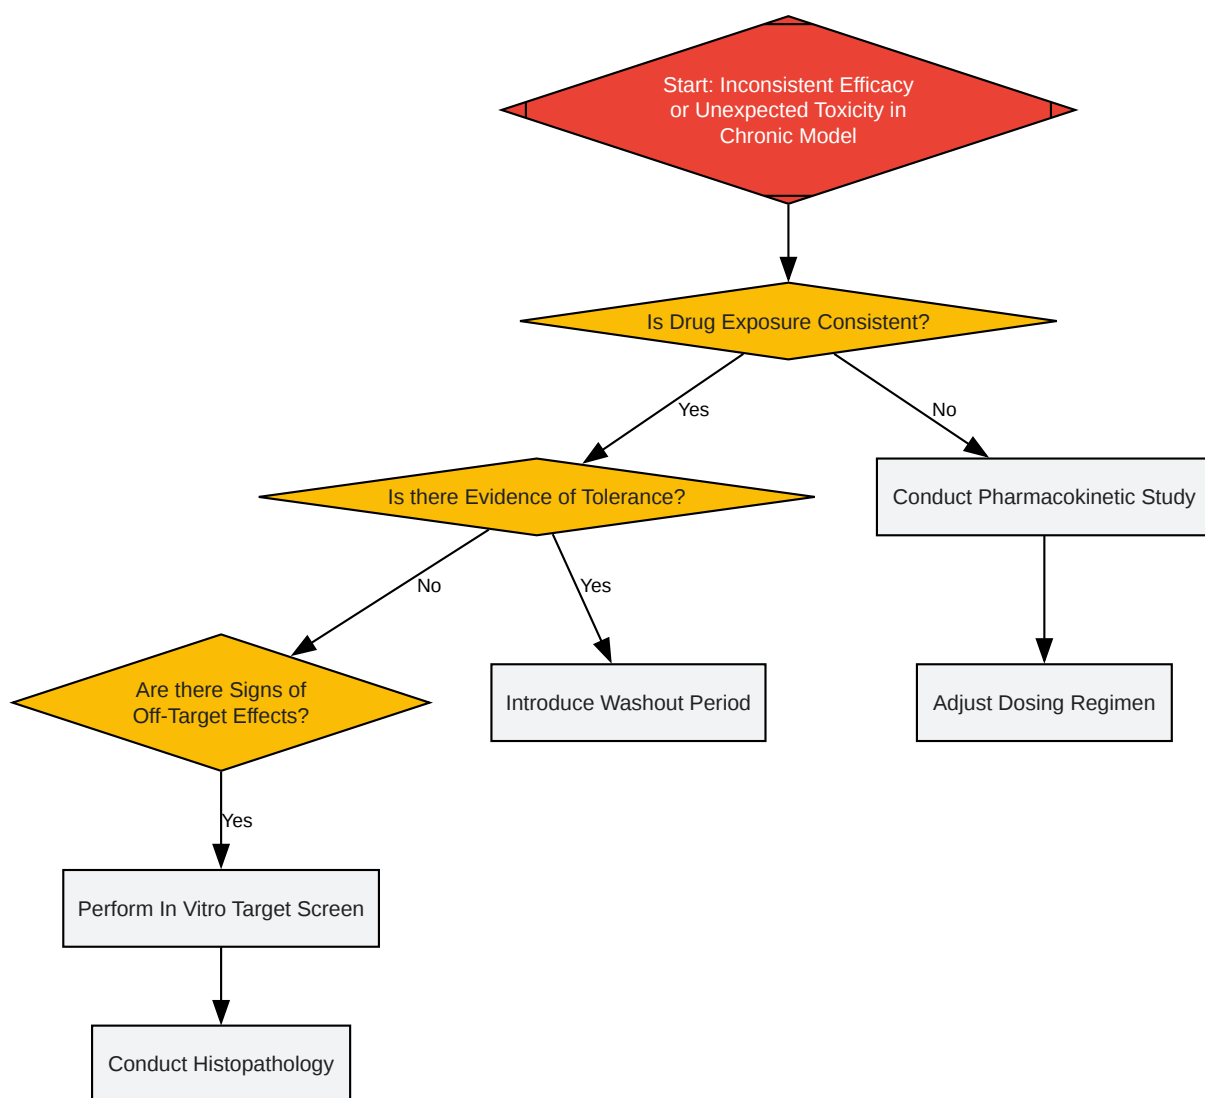 Start: Inconsistent Efficacy
or Unexpected Toxicity in
Chronic Model
Is Drug Exposure Consistent?
Yes
No
Is there Evidence of Tolerance?
Conduct Pharmacokinetic Study
No
Yes
Are there Signs of
Off-Target Effects?
Introduce Washout Period
Adjust Dosing Regimen
Yes
Perform In Vitro Target Screen
Conduct Histopathology